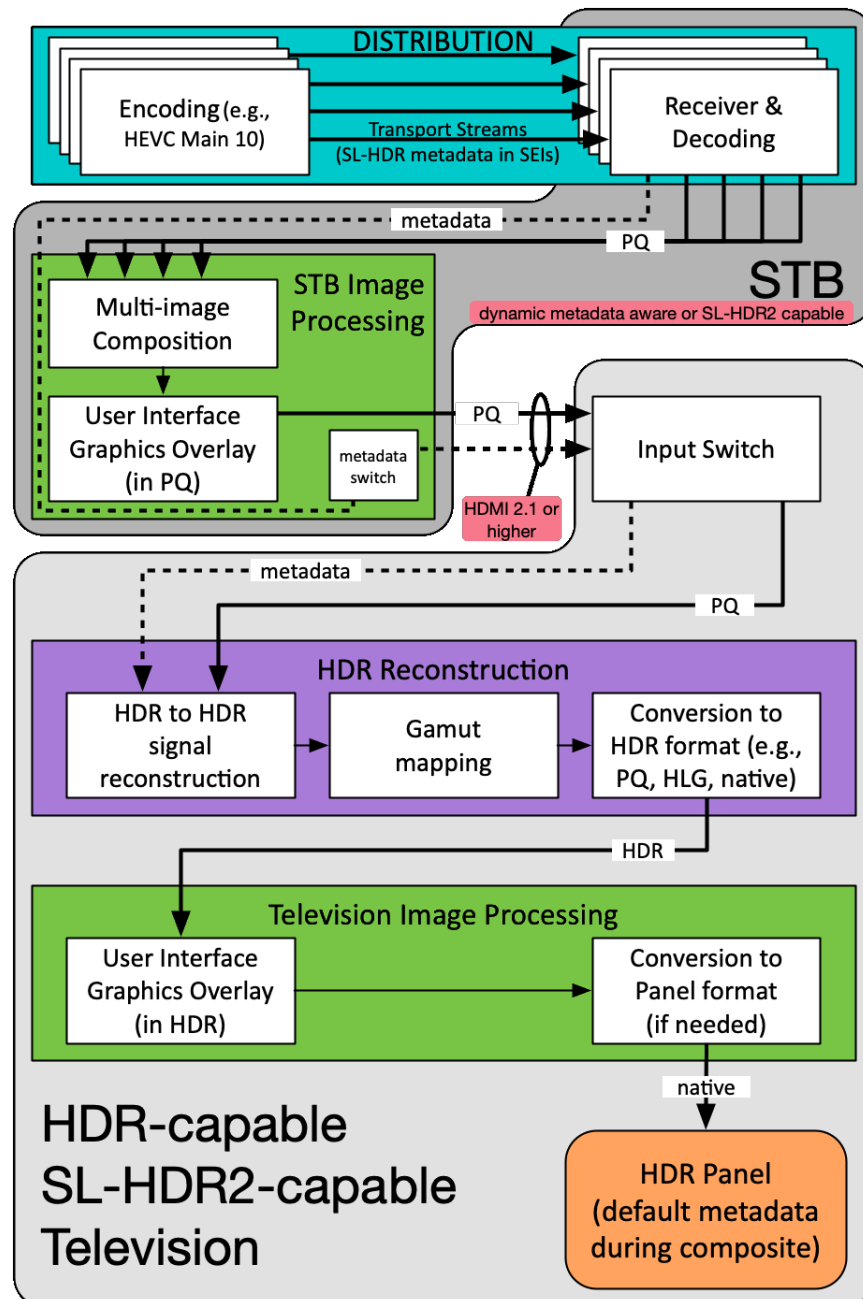 DISTRIBUTION
Encoding (e.g.,
HEVC Main 10)
Transport Streams
(SL-HDR metadata in SEIs)
Receiver &
Decoding
metadata
PQ
STB
dynamic metadata aware or SL-HDR2 capable
STB Image
Processing
Multi-image
Composition
User Interface
Graphics Overlay
(in PQ)
metadata
switch
PQ
HDMI 2.1 or
higher
Input Switch
metadata
PQ
HDR Reconstruction
HDR to HDR
signal
reconstruction
Gamut
mapping
Conversion to
HDR format (e.g.,
PQ, HLG, native)
HDR
Television Image Processing
User Interface
Graphics Overlay
(in HDR)
Conversion to
Panel format
(if needed)
native
HDR-capable
SL-HDR2-capable
Television
HDR Panel
(default metadata
during composite)